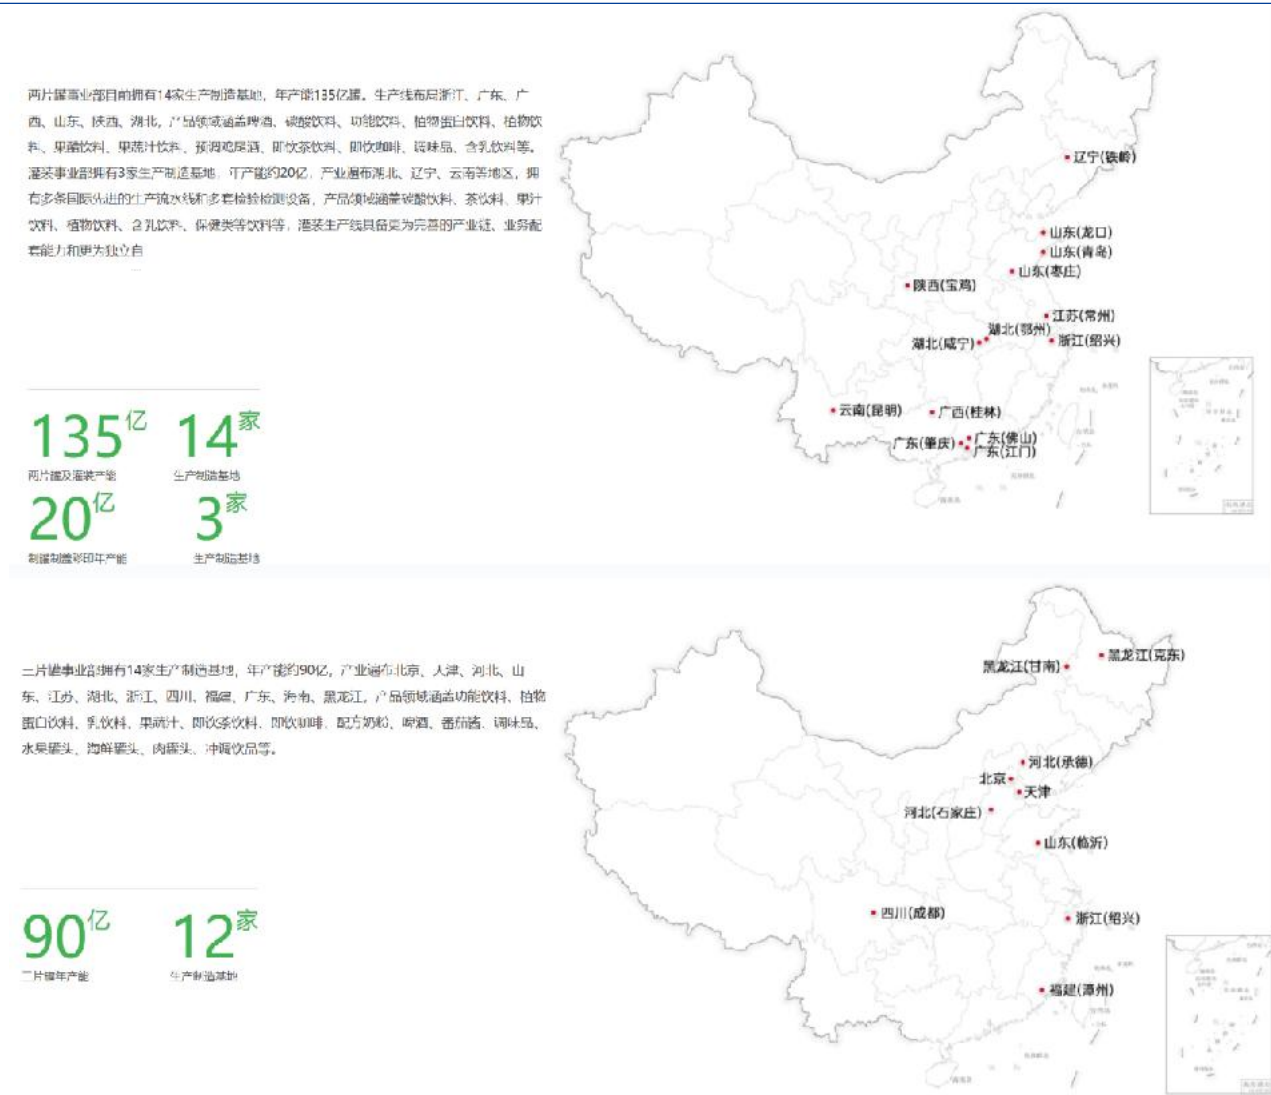 两片罐事业部目前拥有14家生产制造基地，年产能135亿罐。生产线布局浙江、广东、广
西、山东、陕西、湖北，产品领域涵盖啤酒、碳酸饮料、功能饮料、植物蛋白饮料、植物饮
料、果醋饮料、果蔬汁饮料、预调鸡尾酒、即饮茶饮料、即饮咖啡、调味品、含乳饮料等。
灌装事业部拥有3家生产制造基地，年产能约20亿，产业遍布湖北、辽宁、云南等地区，拥
有多条国际先进的生产流水线和多套检验检测设备，产品领域涵盖碳酸饮料、茶饮料、果汁
饮料、植物饮料、含乳饮料、保健类等饮料等，灌装生产线具备更为完善的产业链、业务配
套能力和更为独立自
135亿
14家
两片罐及灌装产能
生产制造基地
20亿
3家
制罐制盖彩印年产能
生产制造基地
辽宁(铁岭)
山东(龙口)
山东(青岛)
山东(枣庄)
陕西(宝鸡)
江苏(常州)
湖北(鄂州)
湖北(咸宁)
浙江(绍兴)
云南(昆明)
广西(桂林)
广东(肇庆)
广东(佛山)
广东(江门)
三片罐事业部拥有14家生产制造基地，年产能约90亿，产业遍布北京、天津、河北、山
东、江苏、湖北、浙江、四川、福建、广东、海南、黑龙江，产品领域涵盖功能饮料、植物
蛋白饮料、乳饮料、果蔬汁、即饮茶饮料、即饮咖啡、配方奶粉、啤酒、番茄酱、调味品、
水果罐头、海鲜罐头、肉罐头、冲调饮品等。
90亿
12家
三片罐年产能
生产制造基地
黑龙江(甘南)
黑龙江(克东)
河北(承德)
北京
天津
河北(石家庄)
山东(临沂)
四川(成都)
浙江(绍兴)
福建(漳州)